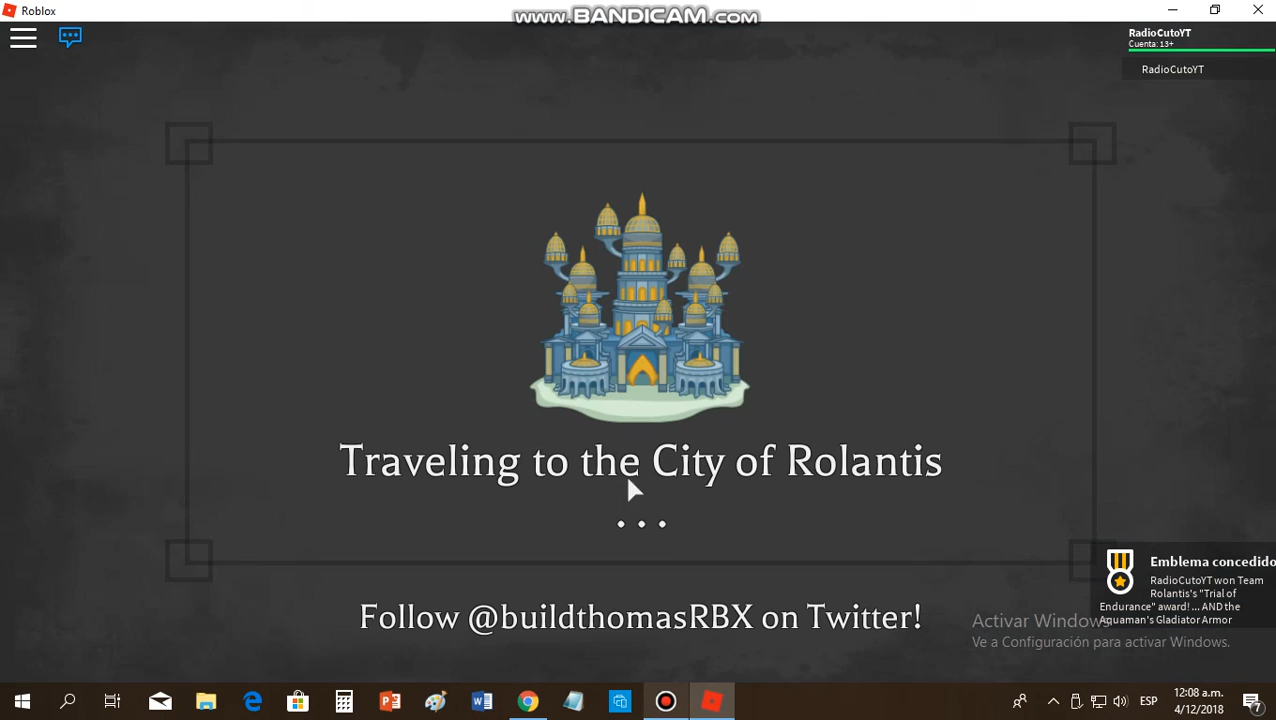 Roblox
www.BANDICAM.com
RadioCutoYT
Cuenta: 13+
RadioCutoYT
Traveling to the City of Rolantis
...
Follow @buildthomasRBX on Twitter!
Emblema concedido
RadioCutoYT won Team
Rolantis's "Trial of
Endurance" award! ... AND the
Aquaman's Gladiator Armor
Activar Windows
Ve a Configuración para activar Windows.
ESP
12:08 a.m.
4/12/2018
7